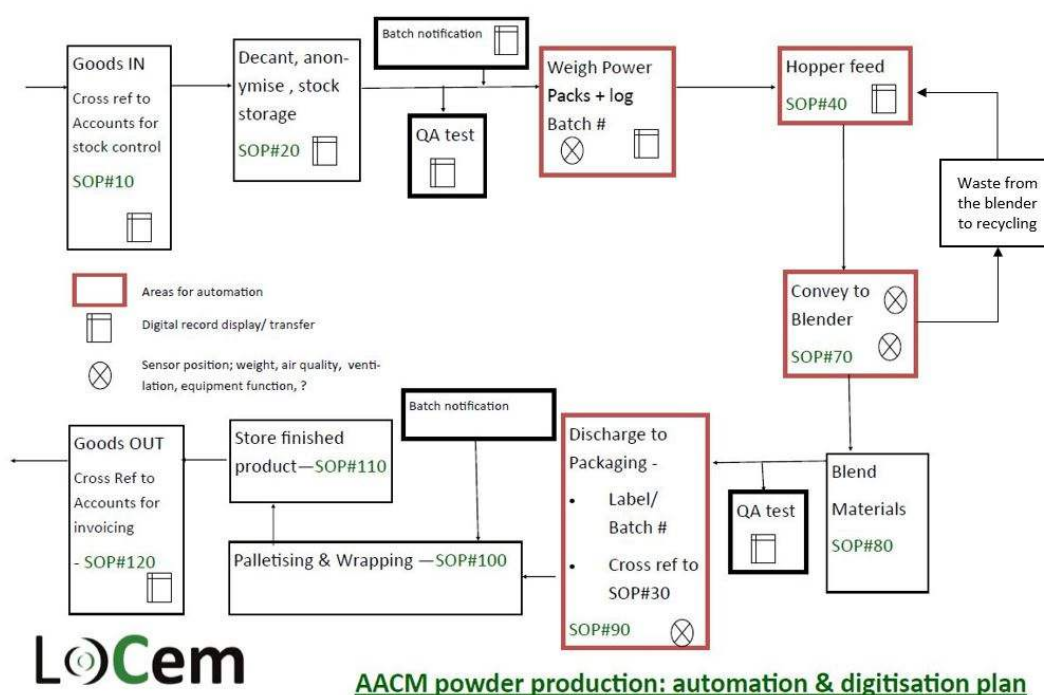 Goods IN
Cross ref to
Accounts for
stock control
SOP#10
Decant, anon-
ymise , stock
storage
SOP#20
Batch notification
QA test
Weigh Power
Packs + log
Batch #
Hopper feed
SOP#40
Waste from
the blender
to recycling
Areas for automation
Digital record display/ transfer
Sensor position; weight, air quality, venti-
lation, equipment function, ?
Convey to
Blender
SOP#70
Goods OUT
Cross Ref to
Accounts for
invoicing
- SOP#120
Store finished
product—SOP#110
Batch notification
Palletising & Wrapping —SOP#100
Discharge to
Packaging -
• Label/
Batch #
• Cross ref to
SOP#30
SOP#90
QA test
Blend
Materials
SOP#80
LoCem
AACM powder production: automation & digitisation plan